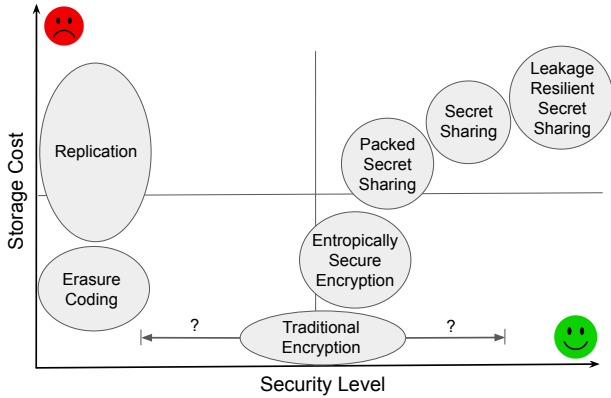 Leakage
Resilient
Secret
Sharing
Secret
Sharing
Packed
Secret
Sharing
Replication
Entropically
Secure
Encryption
Erasure
Coding
?
Traditional
Encryption
?
Storage Cost
Security Level